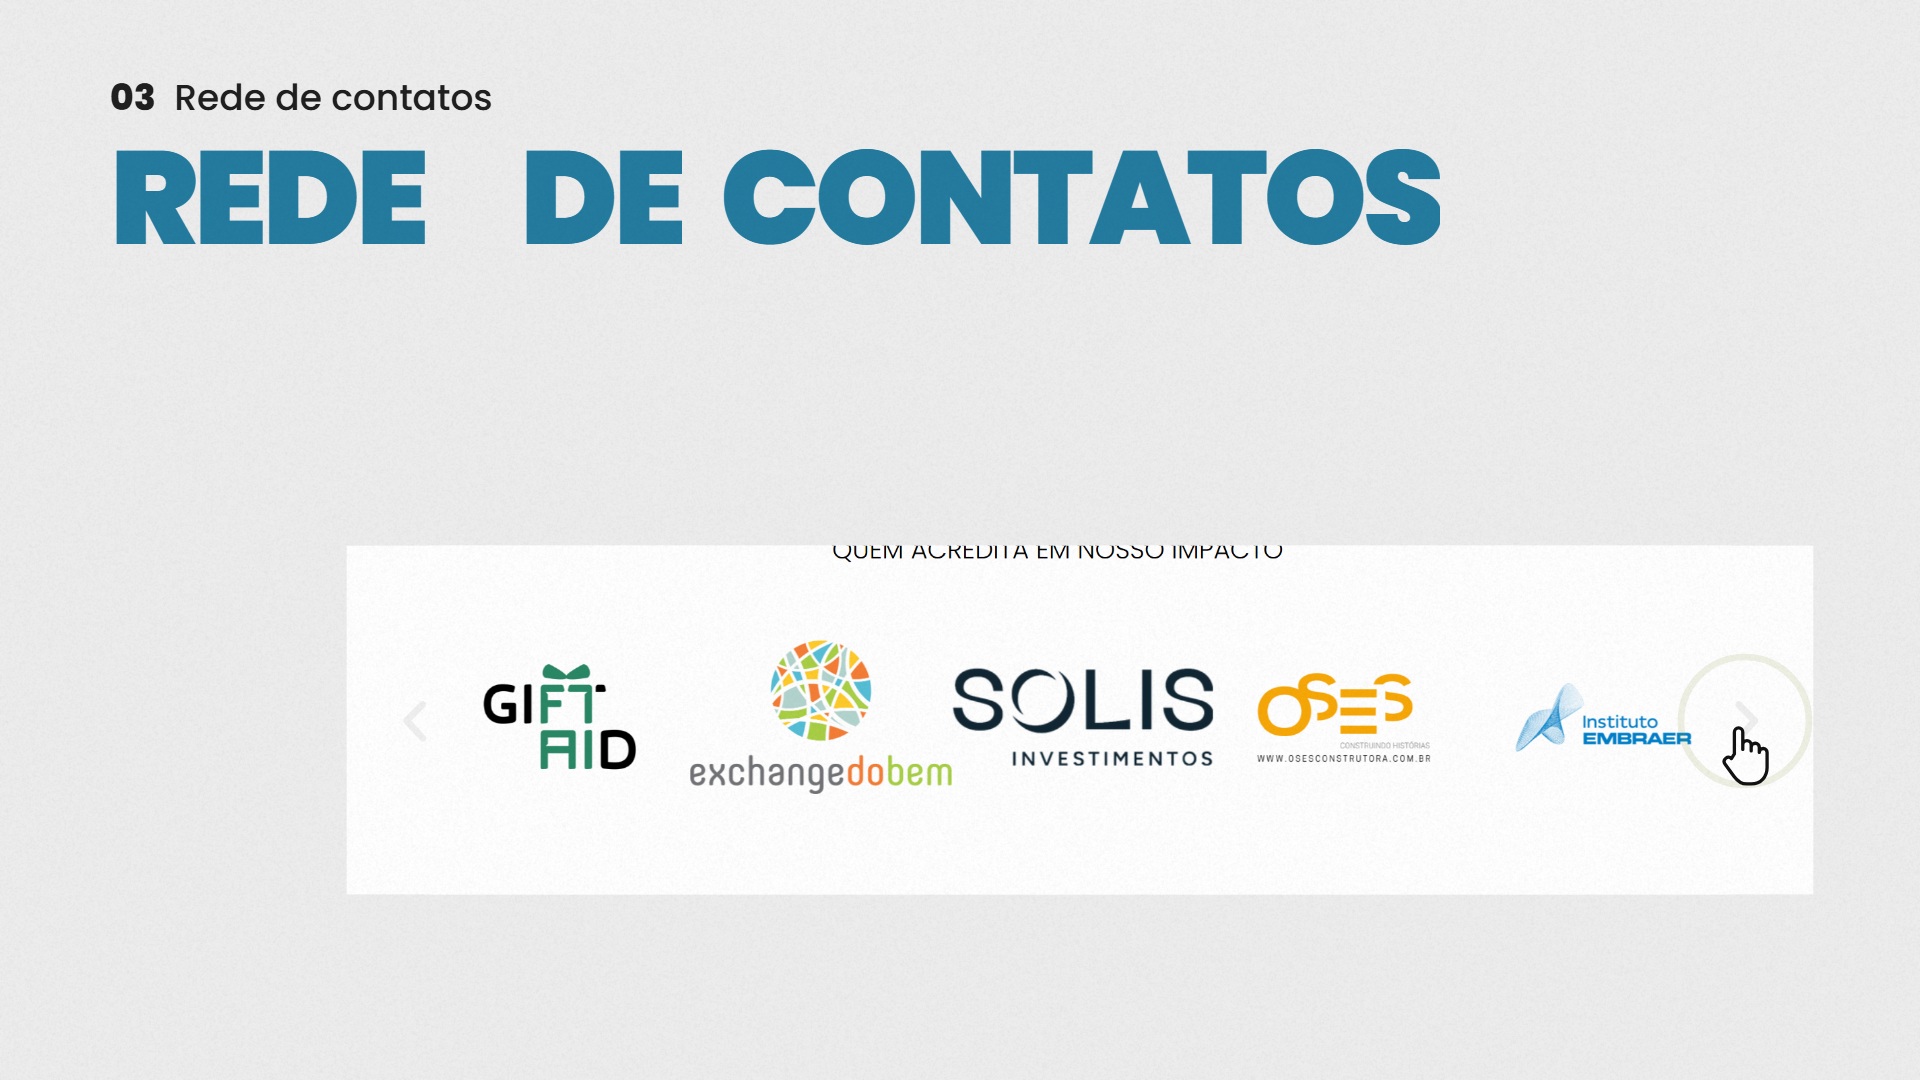 03 Rede de contatos
REDE DE CONTATOS
QUEM ACREDITA EM NOSSO IMPACTO
GIFT
AID
exchangedobem
SOLIS
INVESTIMENTOS
OSES
CONSTRUINDO HISTÓRIAS
WWW.OSESCONSTRUTORA.COM.BR
Instituto
EMBRAER